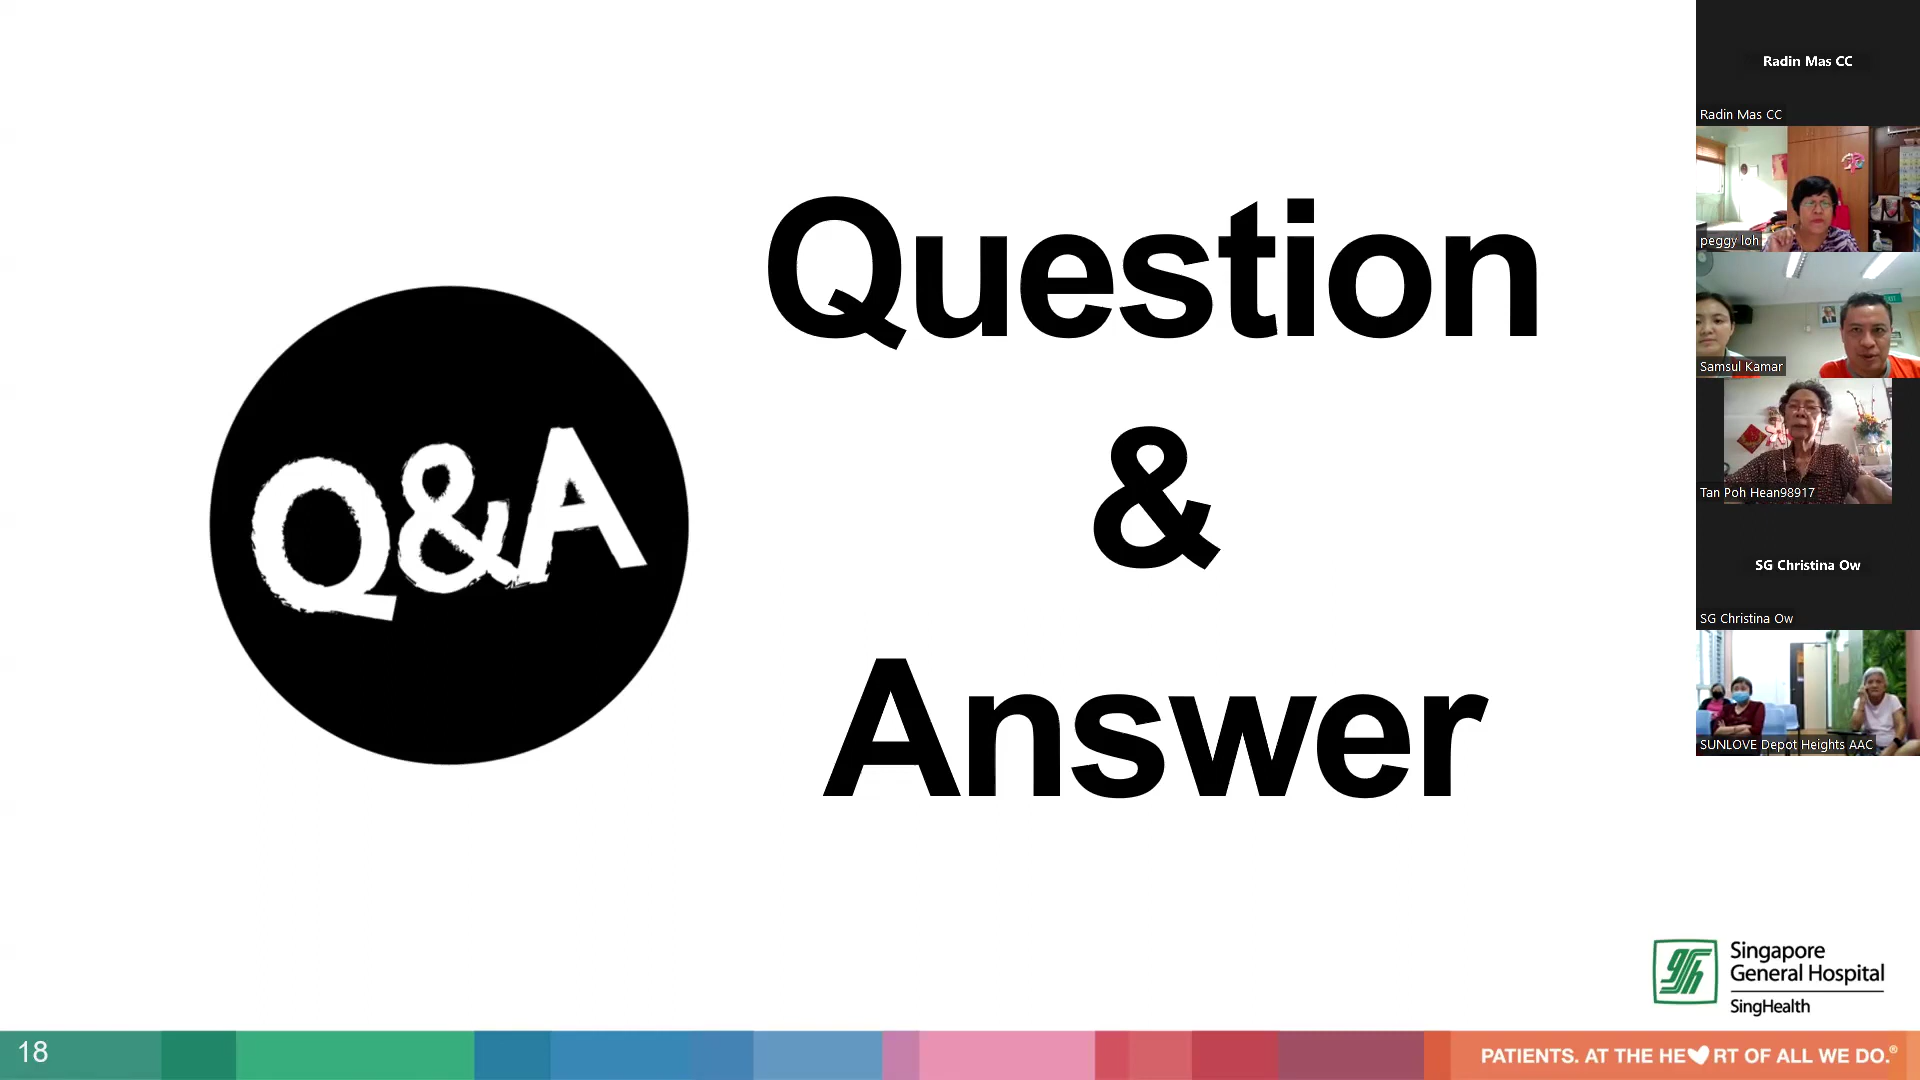 Question
&
Answer
Q&A
Radin Mas CC
Radin Mas CC
peggy loh
Samsul Kamar
Tan Poh Hean98917
SG Christina Ow
SG Christina Ow
SUNLOVE Depot Heights AAC
Singapore
General Hospital
SingHealth
18
PATIENTS. AT THE HE❤RT OF ALL WE DO.®